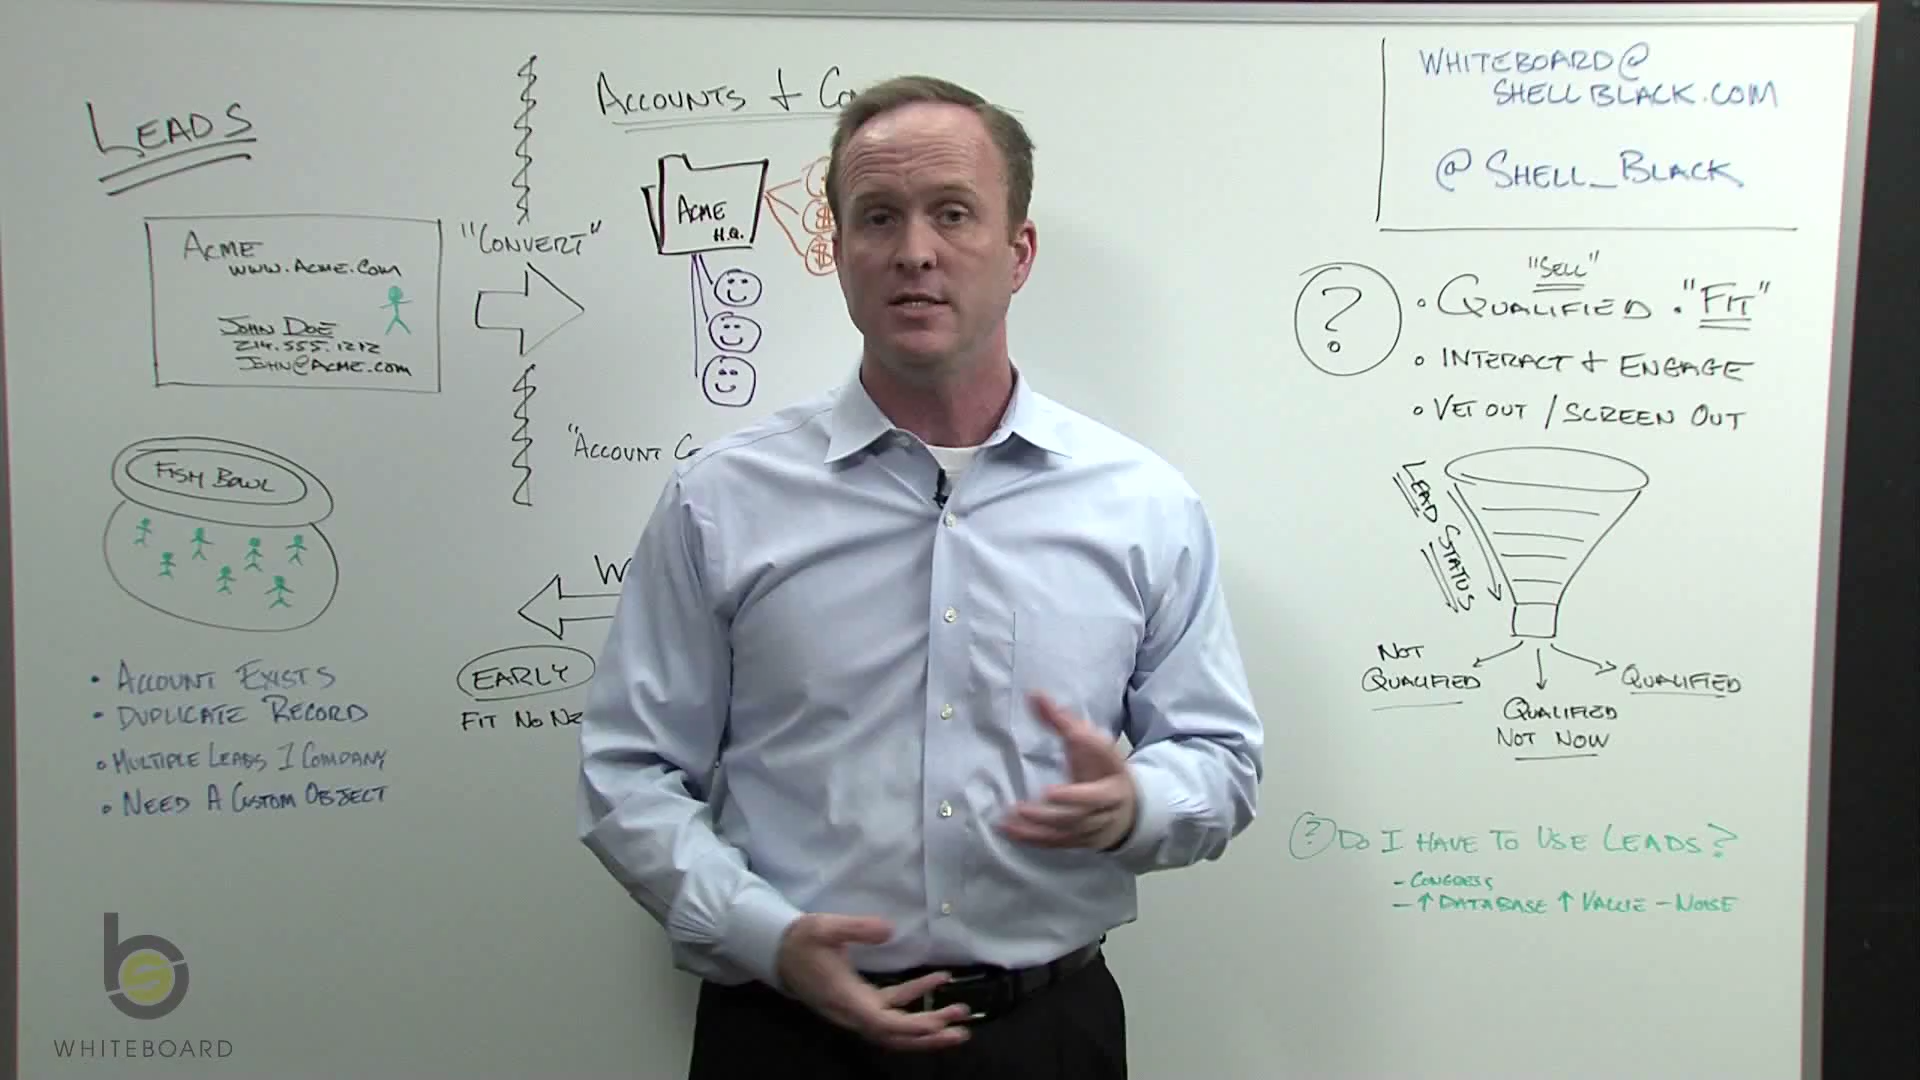 LEADS
ACME
WWW.ACME.COM
JOHN DOE
214.555.1212
JOHN@ACME.COM
FISH BOWL
• ACCOUNT EXISTS
• DUPLICATE RECORD
• MULTIPLE LEADS 1 COMPANY
• NEED A CUSTOM OBJECT
bs
WHITEBOARD
"CONVERT"
ACCOUNTS + CO
ACME
H.Q.
$
$
"ACCOUNT
W
EARLY
FIT NO NE
WHITEBOARD@
SHELLBLACK.COM
@SHELL_BLACK
?
"SELL"
• QUALIFIED • "FIT"
• INTERACT + ENGAGE
• VET OUT / SCREEN OUT
LEAD STATUS
NOT
QUALIFIED
QUALIFIED
NOT NOW
QUALIFIED
? DO I HAVE TO USE LEADS?
- CONGRESS
- ↑ DATABASE ↑ VALUE - NOISE